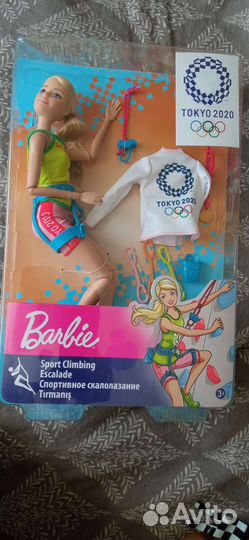 TOKYO 2020
TOKYO 2020
Barbie
Sport Climbing
Escalade
Спортивное скалолазание
Tırmanış
3+
Avito